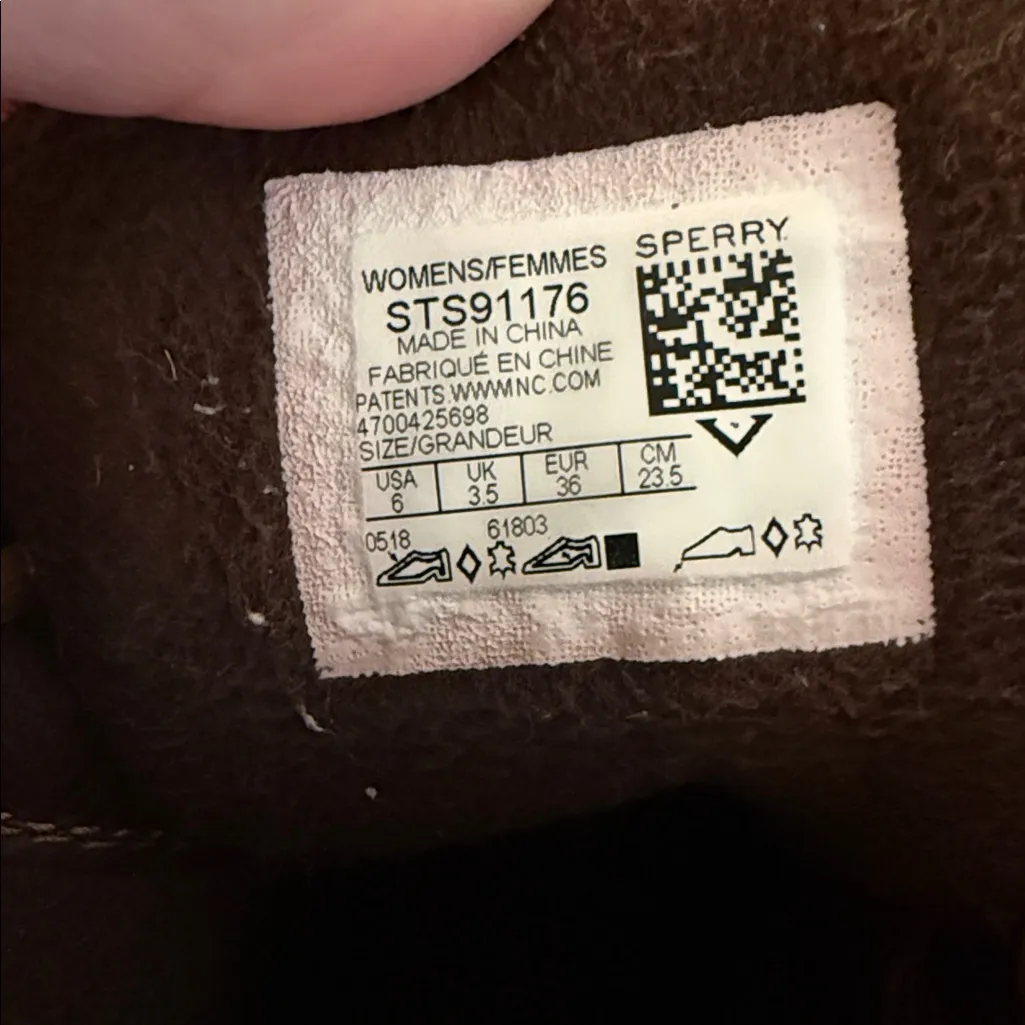 SPERRY
WOMENS/FEMMES
STS91176
MADE IN CHINA
FABRIQUÉ EN CHINE
PATENTS.WWWINC.COM
4700425698
SIZE/GRANDEUR
USA UK EUR CM
6 3.5 36 23.5
0518 61803